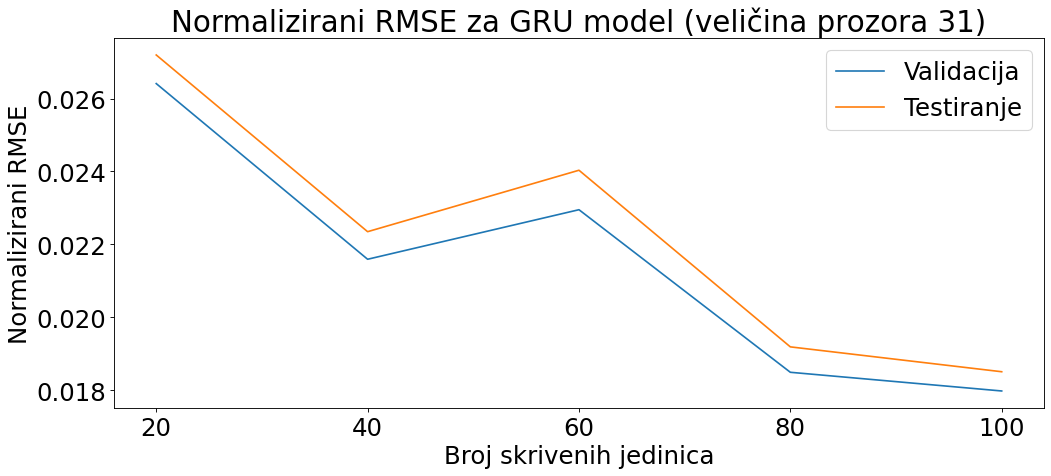 Normalizirani RMSE za GRU model (veličina prozora 31)
Validacija
Testiranje
Normalizirani RMSE
0.026
0.024
0.022
0.020
0.018
20 40 60 80 100
Broj skrivenih jedinica